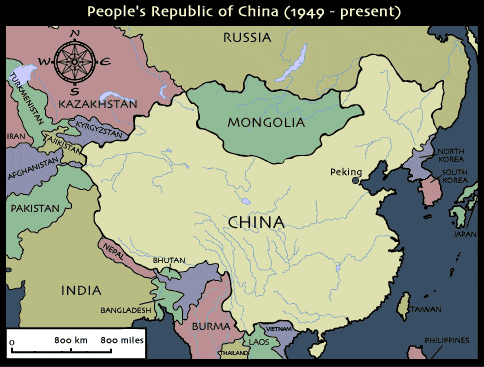 People's Republic of China (1949 - present)
RUSSIA
N
W
E
S
TURKMENISTAN
KAZAKHSTAN
MONGOLIA
KYRGYZSTAN
IRAN
TAJIKISTAN
AFGHANISTAN
NORTH
KOREA
SOUTH
KOREA
Peking
PAKISTAN
CHINA
JAPAN
NEPAL
BHUTAN
INDIA
BANGLADESH
TAIWAN
BURMA
VIETNAM
LAOS
THAILAND
PHILIPPINES
0 800 km 800 miles